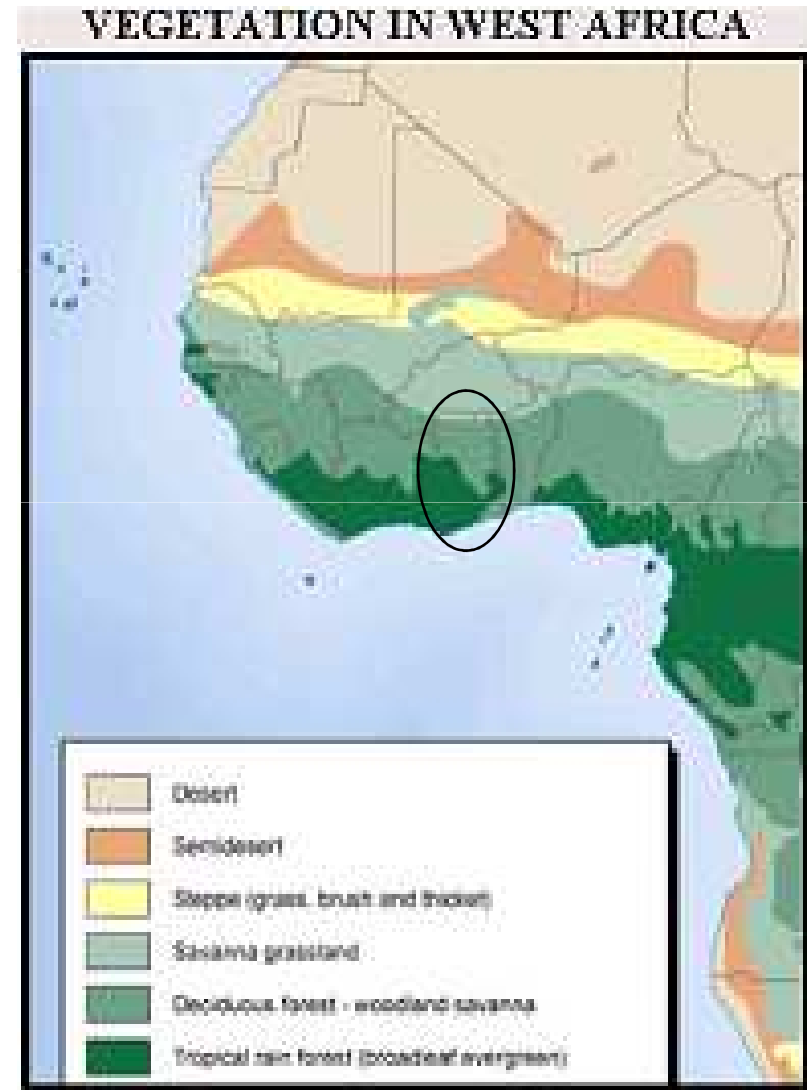 VEGETATION IN WEST AFRICA
Desert
Semidesert
Steppe (grass, brush and thicket)
Savanna grassland
Deciduous forest - woodland savanna
Tropical rain forest (broadleaf evergreen)